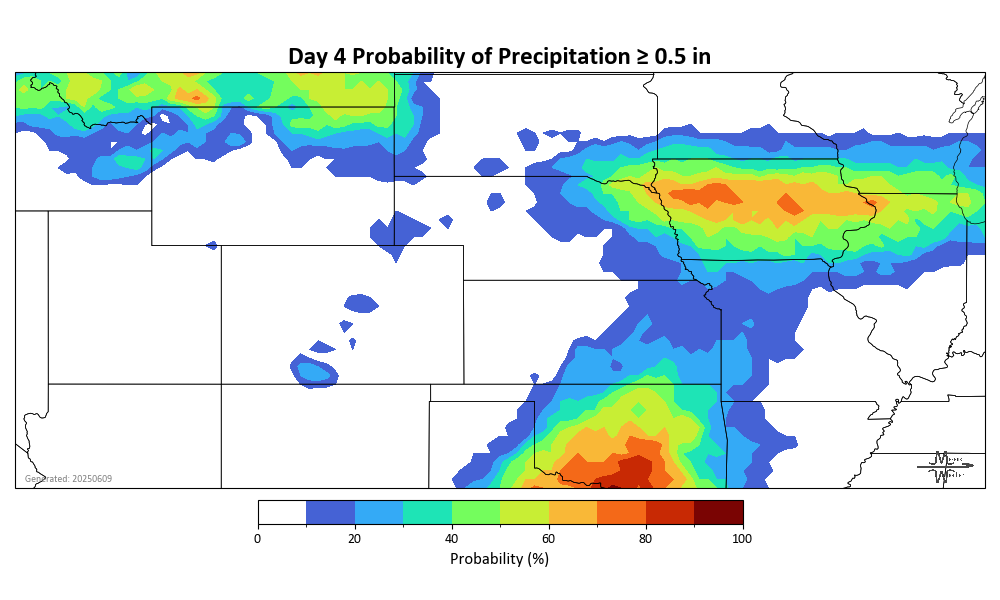 Day 4 Probability of Precipitation ≥ 0.5 in
Generated: 20250609
0 20 40 60 80 100
Probability (%)